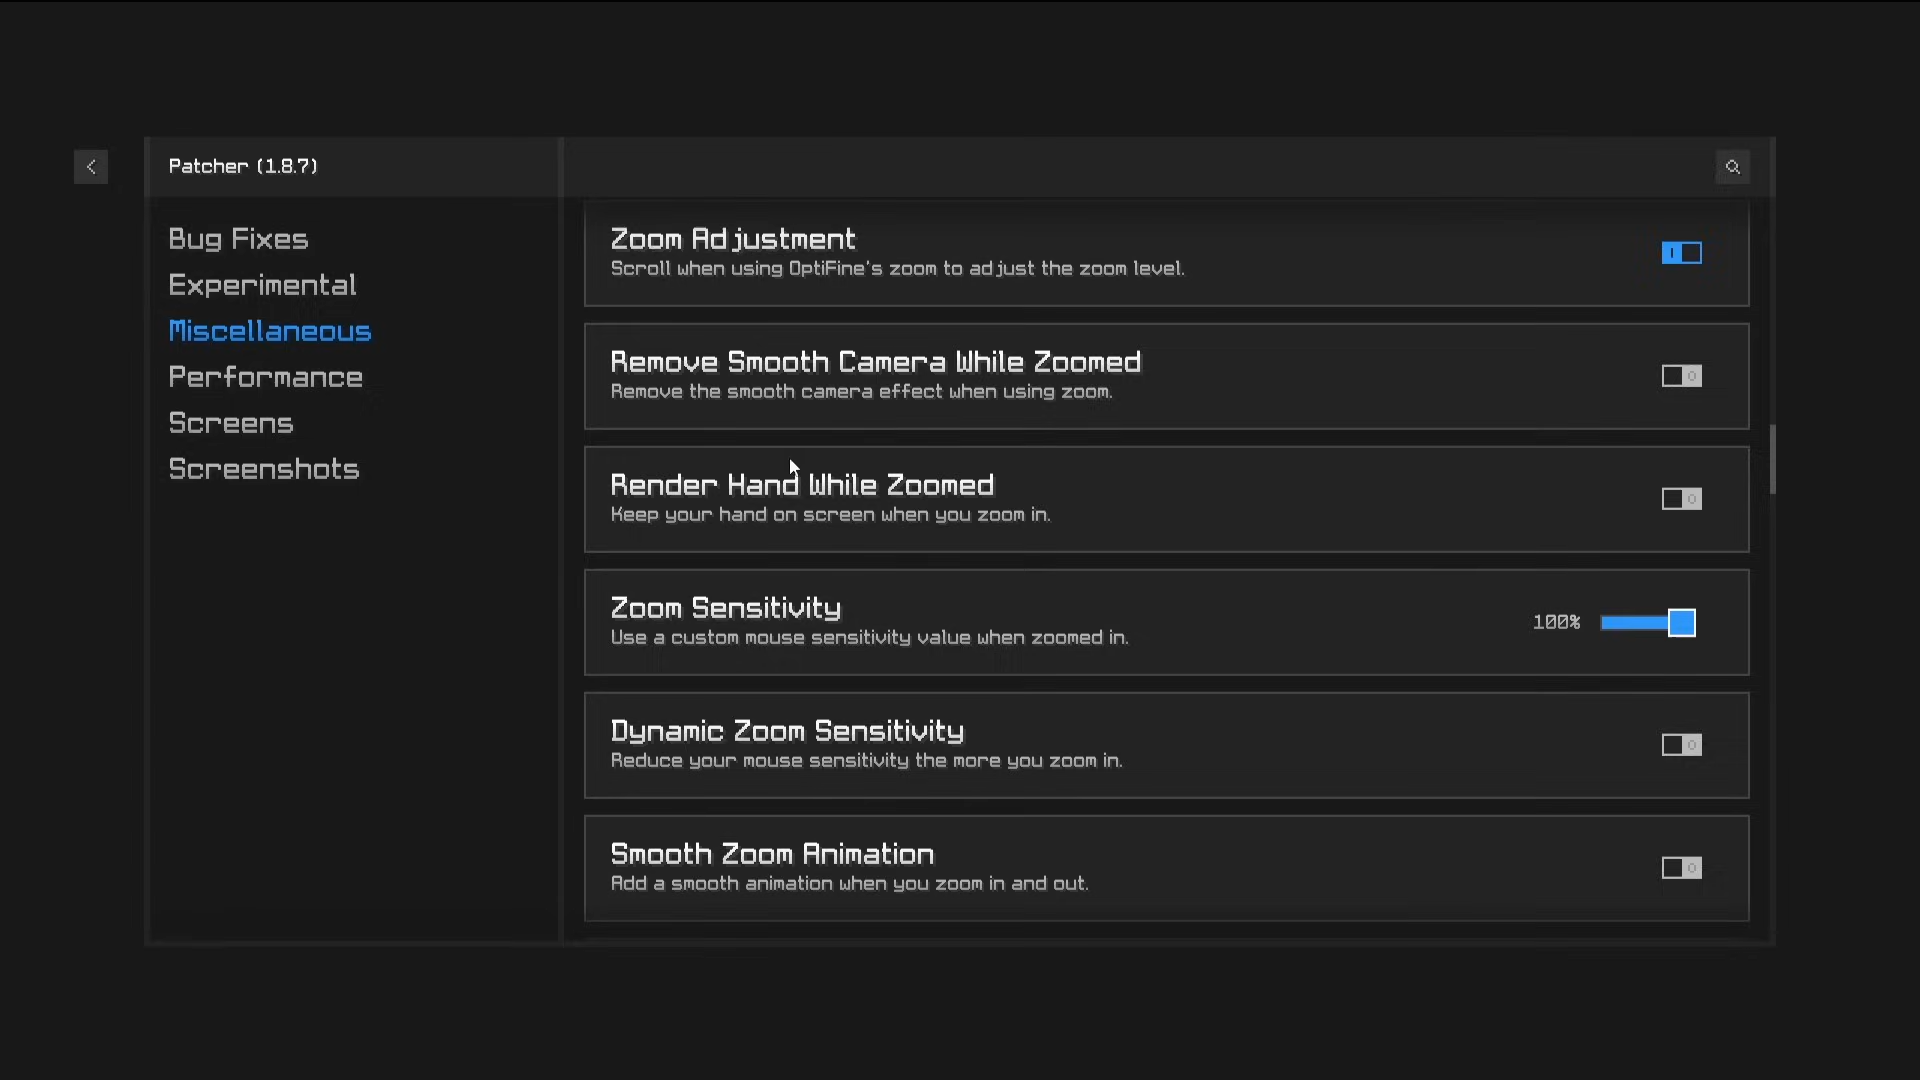 Patcher (1.8.7)
Bug Fixes
Experimental
Miscellaneous
Performance
Screens
Screenshots
Zoom Adjustment
Scroll when using OptiFine's zoom to adjust the zoom level.
Remove Smooth Camera While Zoomed
Remove the smooth camera effect when using zoom.
Render Hand While Zoomed
Keep your hand on screen when you zoom in.
Zoom Sensitivity
Use a custom mouse sensitivity value when zoomed in.
100%
Dynamic Zoom Sensitivity
Reduce your mouse sensitivity the more you zoom in.
Smooth Zoom Animation
Add a smooth animation when you zoom in and out.